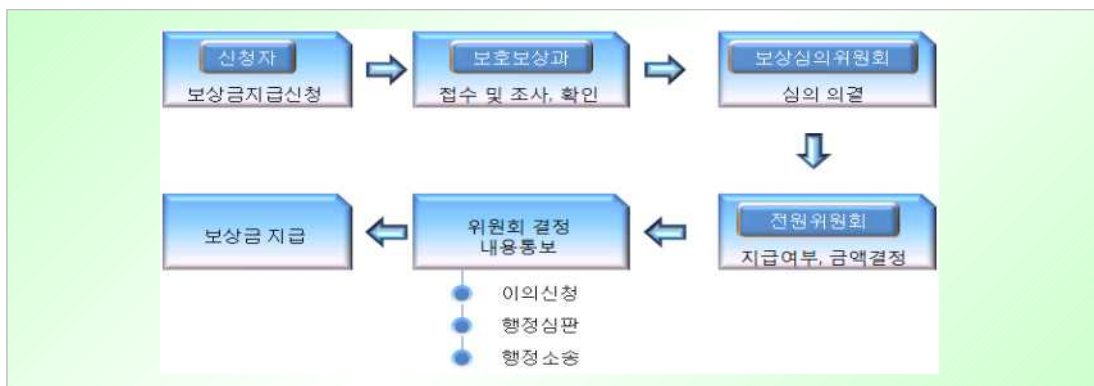 신청자
보상금지급신청
보호보상과
접수 및 조사, 확인
보상심의위원회
심의 의결
전원위원회
지급여부, 금액결정
위원회 결정
내용통보
이의신청
행정심판
행정소송
보상금 지급